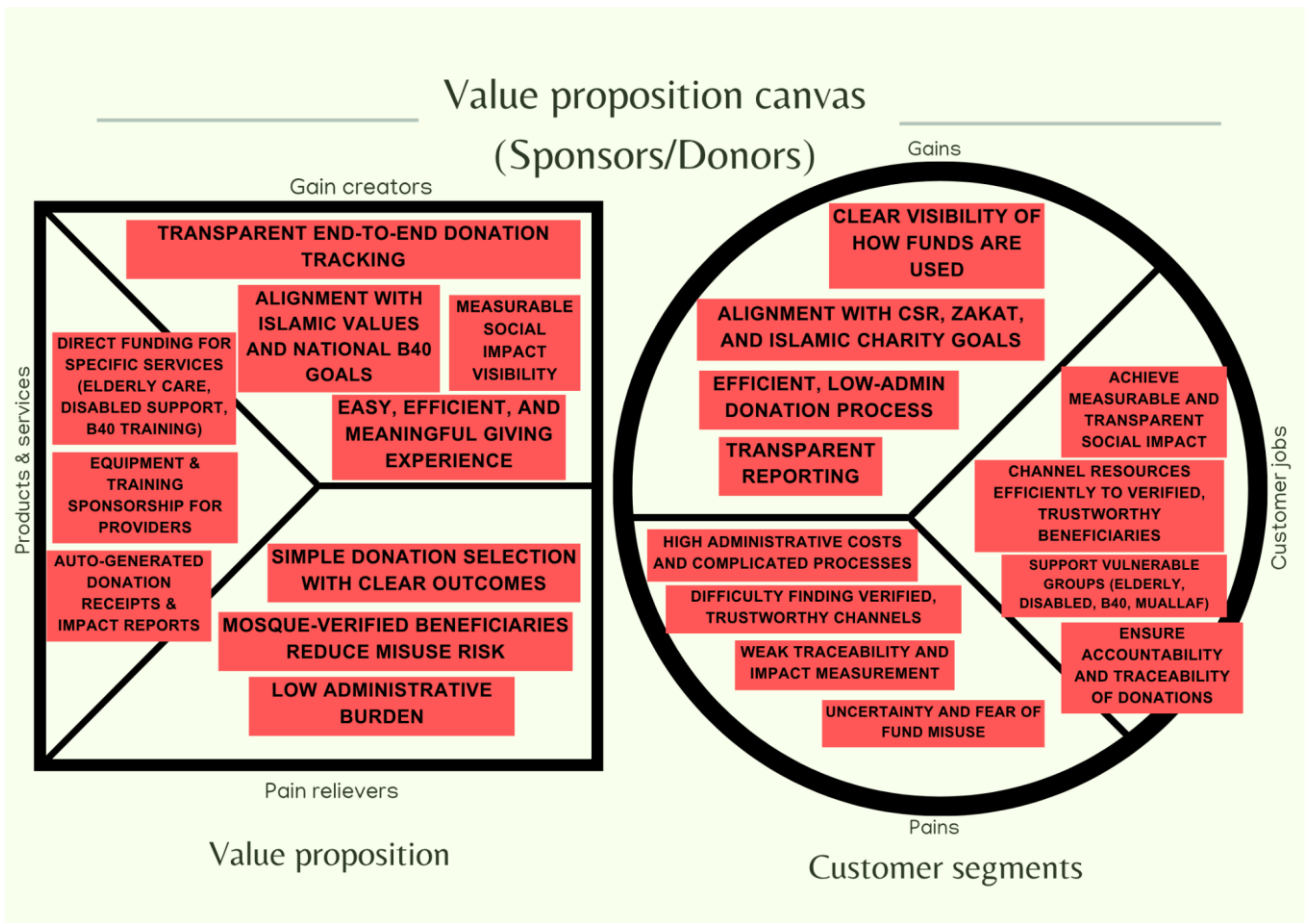 Value proposition canvas
(Sponsors/Donors)
Gain creators
TRANSPARENT END-TO-END DONATION
TRACKING
ALIGNMENT WITH
ISLAMIC VALUES
AND NATIONAL B40
GOALS
MEASURABLE
SOCIAL
IMPACT
VISIBILITY
EASY, EFFICIENT, AND
MEANINGFUL GIVING
EXPERIENCE
Products & services
DIRECT FUNDING FOR
SPECIFIC SERVICES
(ELDERLY CARE,
DISABLED SUPPORT,
B40 TRAINING)
EQUIPMENT &
TRAINING
SPONSORSHIP FOR
PROVIDERS
AUTO-GENERATED
DONATION
RECEIPTS &
IMPACT REPORTS
SIMPLE DONATION SELECTION
WITH CLEAR OUTCOMES
MOSQUE-VERIFIED BENEFICIARIES
REDUCE MISUSE RISK
LOW ADMINISTRATIVE
BURDEN
Pain relievers
Value proposition
Gains
CLEAR VISIBILITY OF
HOW FUNDS ARE
USED
ALIGNMENT WITH CSR, ZAKAT,
AND ISLAMIC CHARITY GOALS
EFFICIENT, LOW-ADMIN
DONATION PROCESS
TRANSPARENT
REPORTING
Customer jobs
ACHIEVE
MEASURABLE AND
TRANSPARENT
SOCIAL IMPACT
CHANNEL RESOURCES
EFFICIENTLY TO VERIFIED,
TRUSTWORTHY
BENEFICIARIES
SUPPORT VULNERABLE
GROUPS (ELDERLY,
DISABLED, B40, MUALLAF)
ENSURE
ACCOUNTABILITY
AND TRACEABILITY
OF DONATIONS
HIGH ADMINISTRATIVE COSTS
AND COMPLICATED PROCESSES
DIFFICULTY FINDING VERIFIED,
TRUSTWORTHY CHANNELS
WEAK TRACEABILITY AND
IMPACT MEASUREMENT
UNCERTAINTY AND FEAR OF
FUND MISUSE
Pains
Customer segments